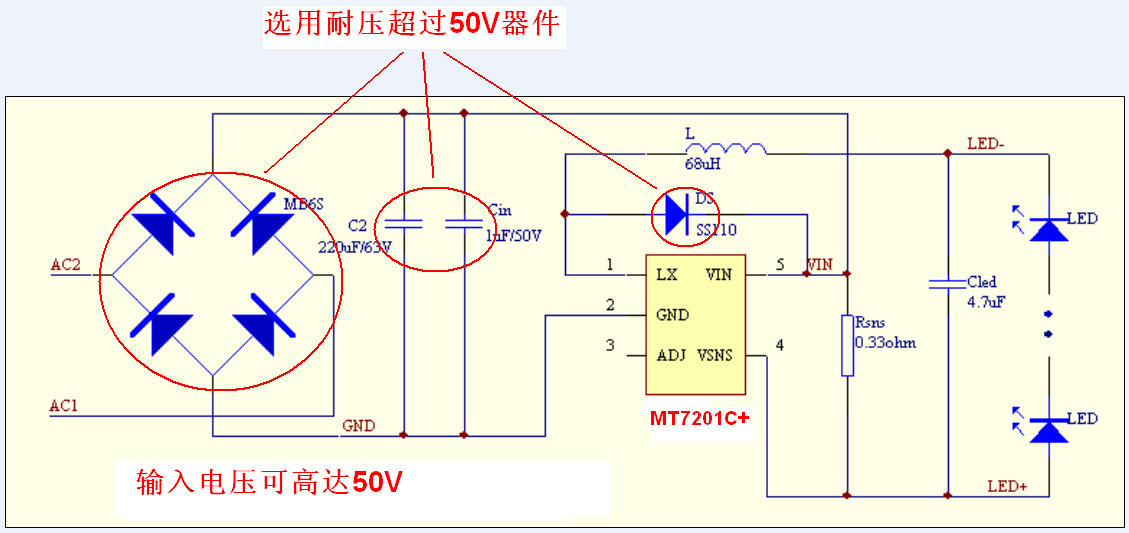 选用耐压超过50V器件
L
68uH
LED-
MB6S
DS
SS110
C2
220uF/63V
Cin
1uF/50V
LED
AC2
1
LX
VIN
5
VIN
2
GND
Cled
4.7uF
Rsns
0.33ohm
3
ADJ
VSNS
4
AC1
GND
MT7201C+
LED
输入电压可高达50V
LED+